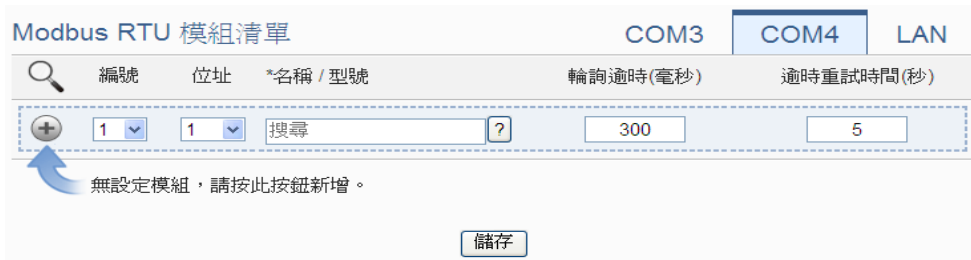 Modbus RTU 模組清單 COM3 COM4 LAN
編號 位址 *名稱 / 型號 輪詢逾時(毫秒) 逾時重試時間(秒)
1 1 搜尋 ? 300 5
無設定模組，請按此按鈕新增。
儲存